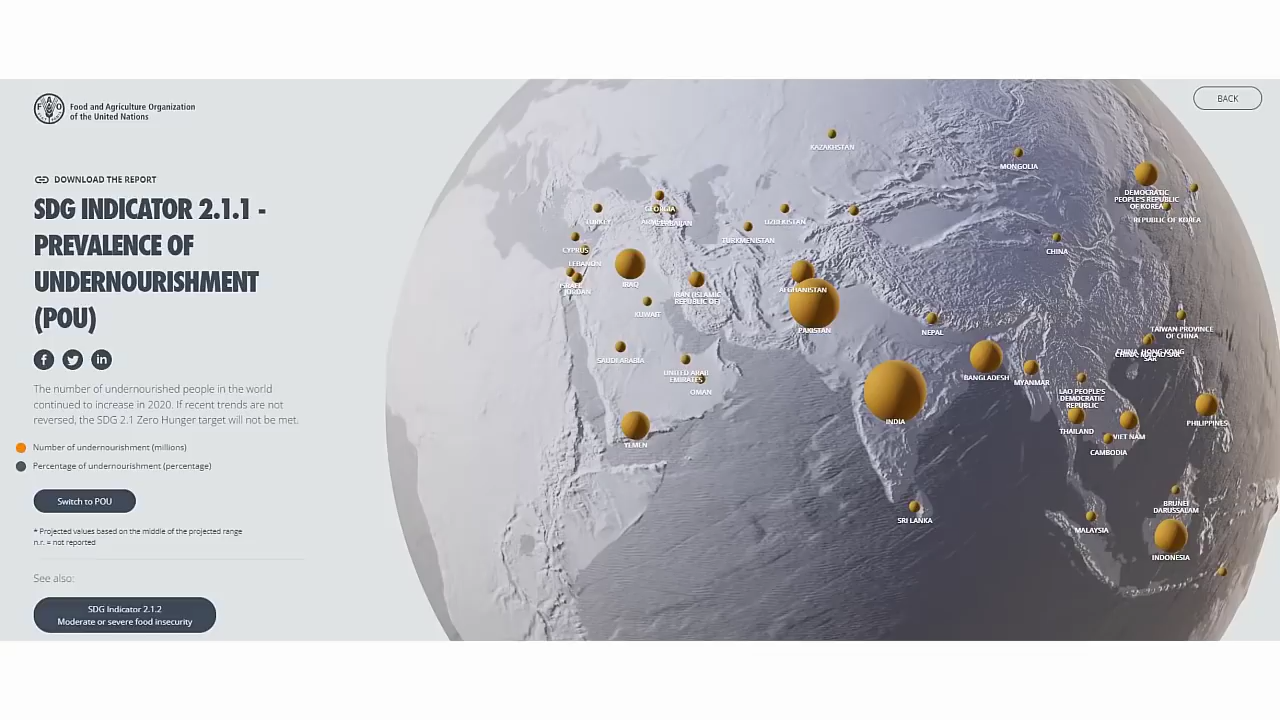 FAO
Food and Agriculture Organization
of the United Nations
BACK
DOWNLOAD THE REPORT
SDG INDICATOR 2.1.1 -
PREVALENCE OF
UNDERNOURISHMENT
(POU)
The number of undernourished people in the world
continued to increase in 2020. If recent trends are not
reversed, the SDG 2.1 Zero Hunger target will not be met.
Number of undernourishment (millions)
Percentage of undernourishment (percentage)
Switch to POU
* Projected values based on the middle of the projected range
n.r. = not reported
See also:
SDG Indicator 2.1.2
Moderate or severe food insecurity
KAZAKHSTAN
MONGOLIA
DEMOCRATIC
PEOPLE'S REPUBLIC
OF KOREA
REPUBLIC OF KOREA
GEORGIA
TURKEY
UZBEKISTAN
TURKMENISTAN
CYPRUS
LEBANON
ISRAEL
JORDAN
IRAQ
KUWAIT
IRAN (ISLAMIC
REPUBLIC OF)
AFGHANISTAN
PAKISTAN
CHINA
NEPAL
TAIWAN PROVINCE
OF CHINA
SAUDI ARABIA
UNITED ARAB
EMIRATES
OMAN
YEMEN
INDIA
BANGLADESH
MYANMAR
LAO PEOPLE'S
DEMOCRATIC
REPUBLIC
THAILAND
VIET NAM
CAMBODIA
PHILIPPINES
SRI LANKA
MALAYSIA
BRUNEI
DARUSSALAM
INDONESIA